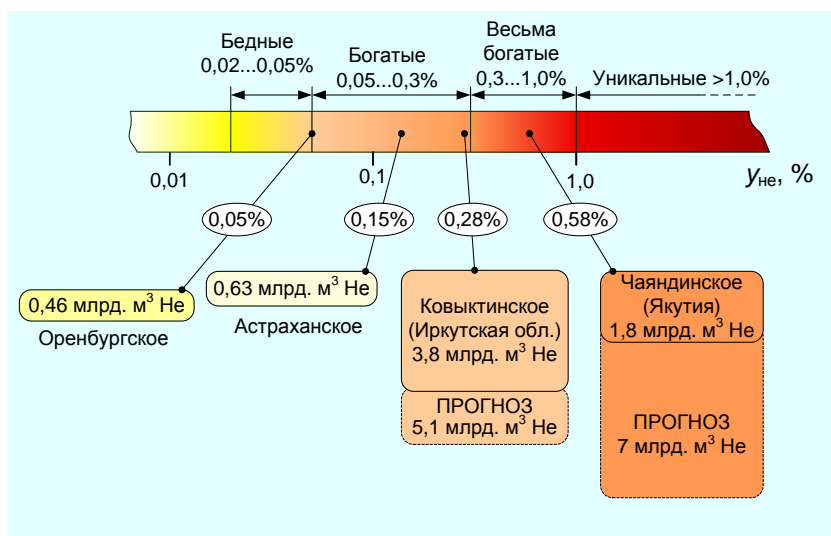 Бедные
0,02...0,05%
Богатые
0,05...0,3%
Весьма
богатые
0,3...1,0%
Уникальные >1,0%
0,01
0,1
1,0
yне, %
0,05%
0,15%
0,28%
0,58%
0,46 млрд. м³ Не
Оренбургское
0,63 млрд. м³ Не
Астраханское
Ковыктинское
(Иркутская обл.)
3,8 млрд. м³ Не
ПРОГНОЗ
5,1 млрд. м³ Не
Чаяндинское
(Якутия)
1,8 млрд. м³ Не
ПРОГНОЗ
7 млрд. м³ Не